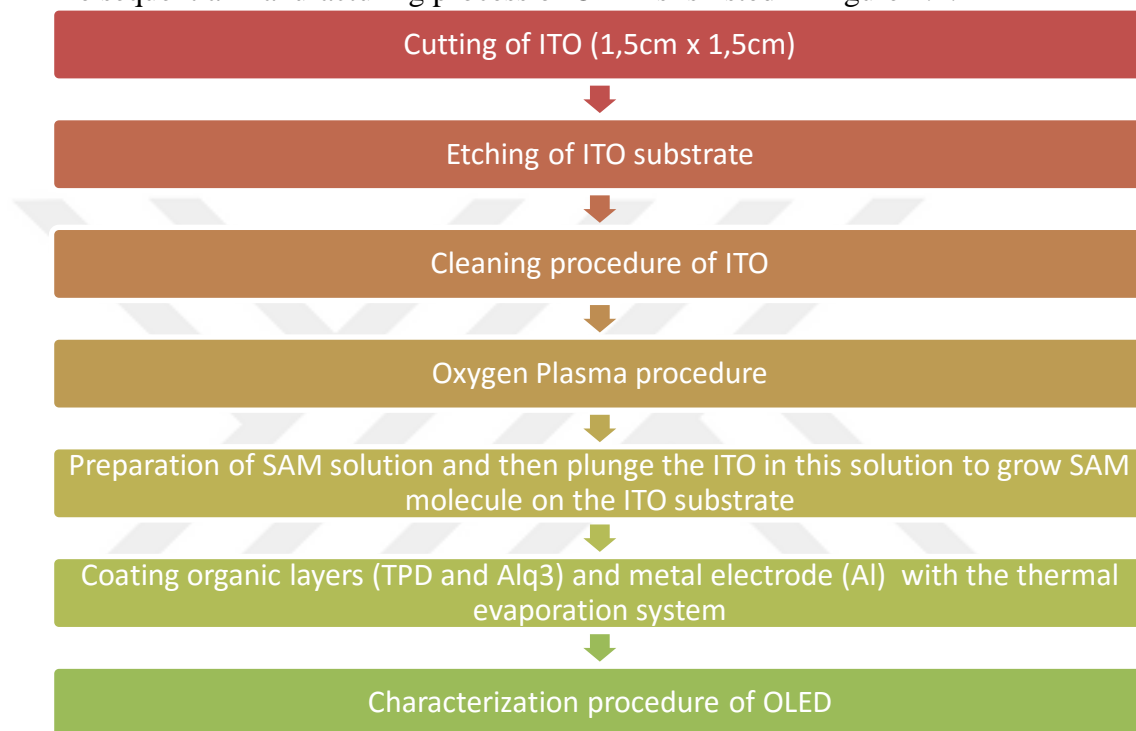 Cutting of ITO (1,5cm x 1,5cm)
Etching of ITO substrate
Cleaning procedure of ITO
Oxygen Plasma procedure
Preparation of SAM solution and then plunge the ITO in this solution to grow SAM
molecule on the ITO substrate
Coating organic layers (TPD and Alq3) and metal electrode (Al) with the thermal
evaporation system
Characterization procedure of OLED